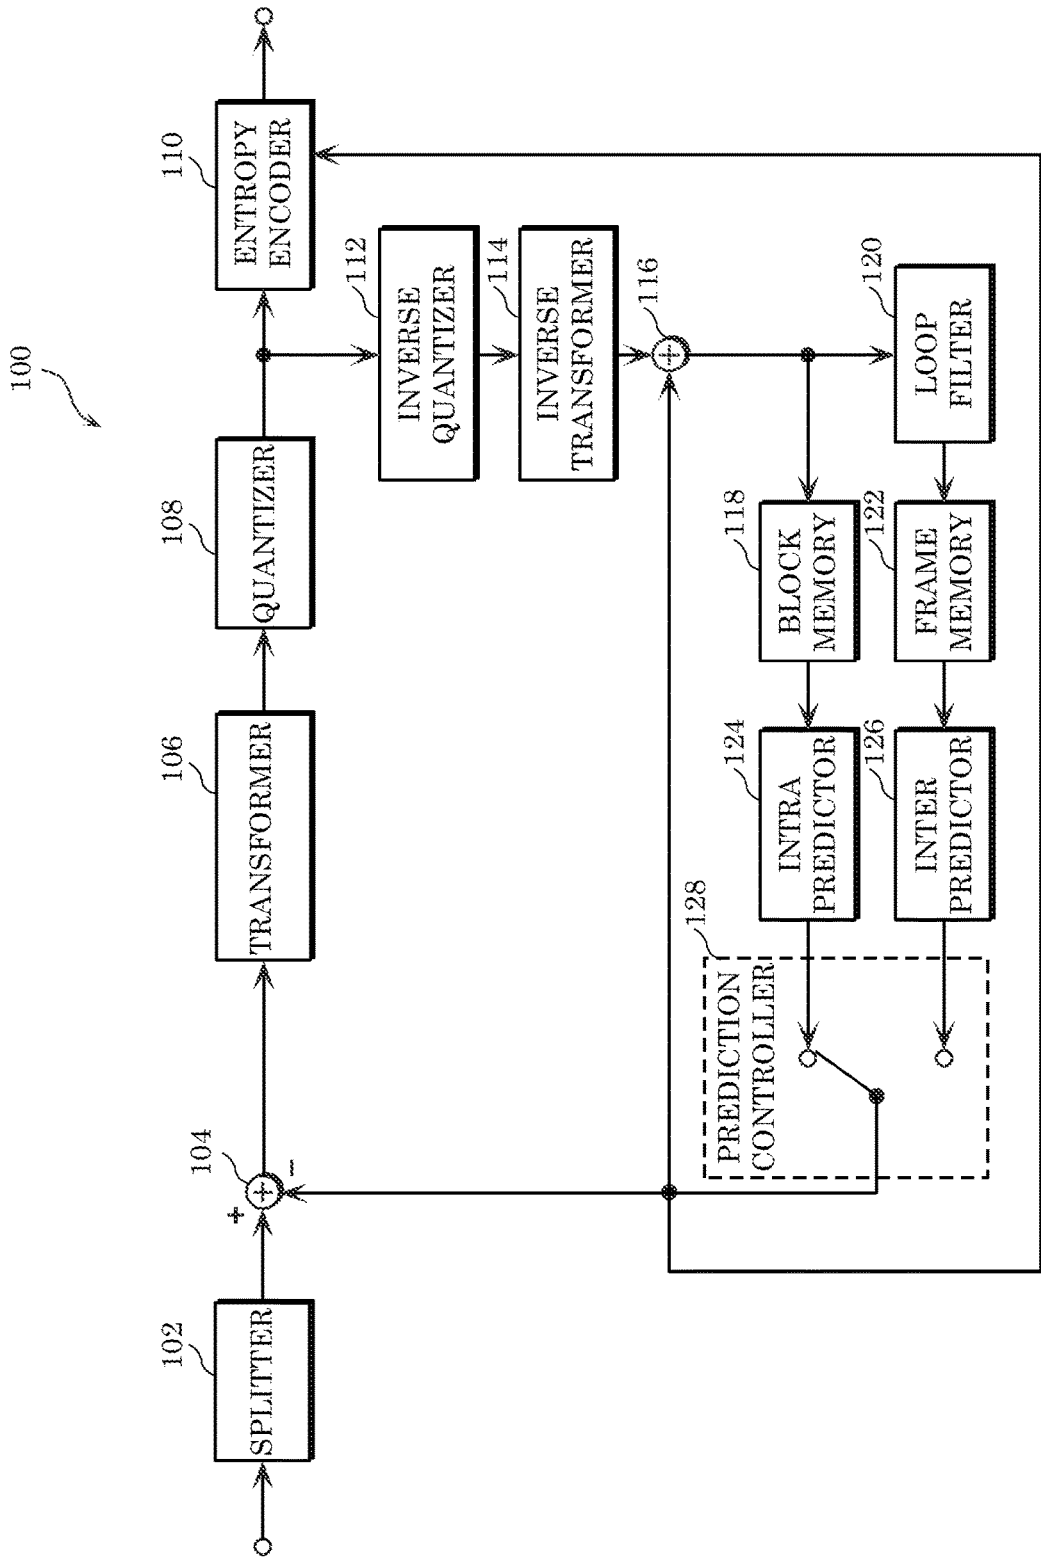 100
102
SPLITTER
104
+
−
106
TRANSFORMER
108
QUANTIZER
110
ENTROPY
ENCODER
112
INVERSE
QUANTIZER
114
INVERSE
TRANSFORMER
116
128
PREDICTION
CONTROLLER
124
INTRA
PREDICTOR
118
BLOCK
MEMORY
120
LOOP
FILTER
126
INTER
PREDICTOR
122
FRAME
MEMORY